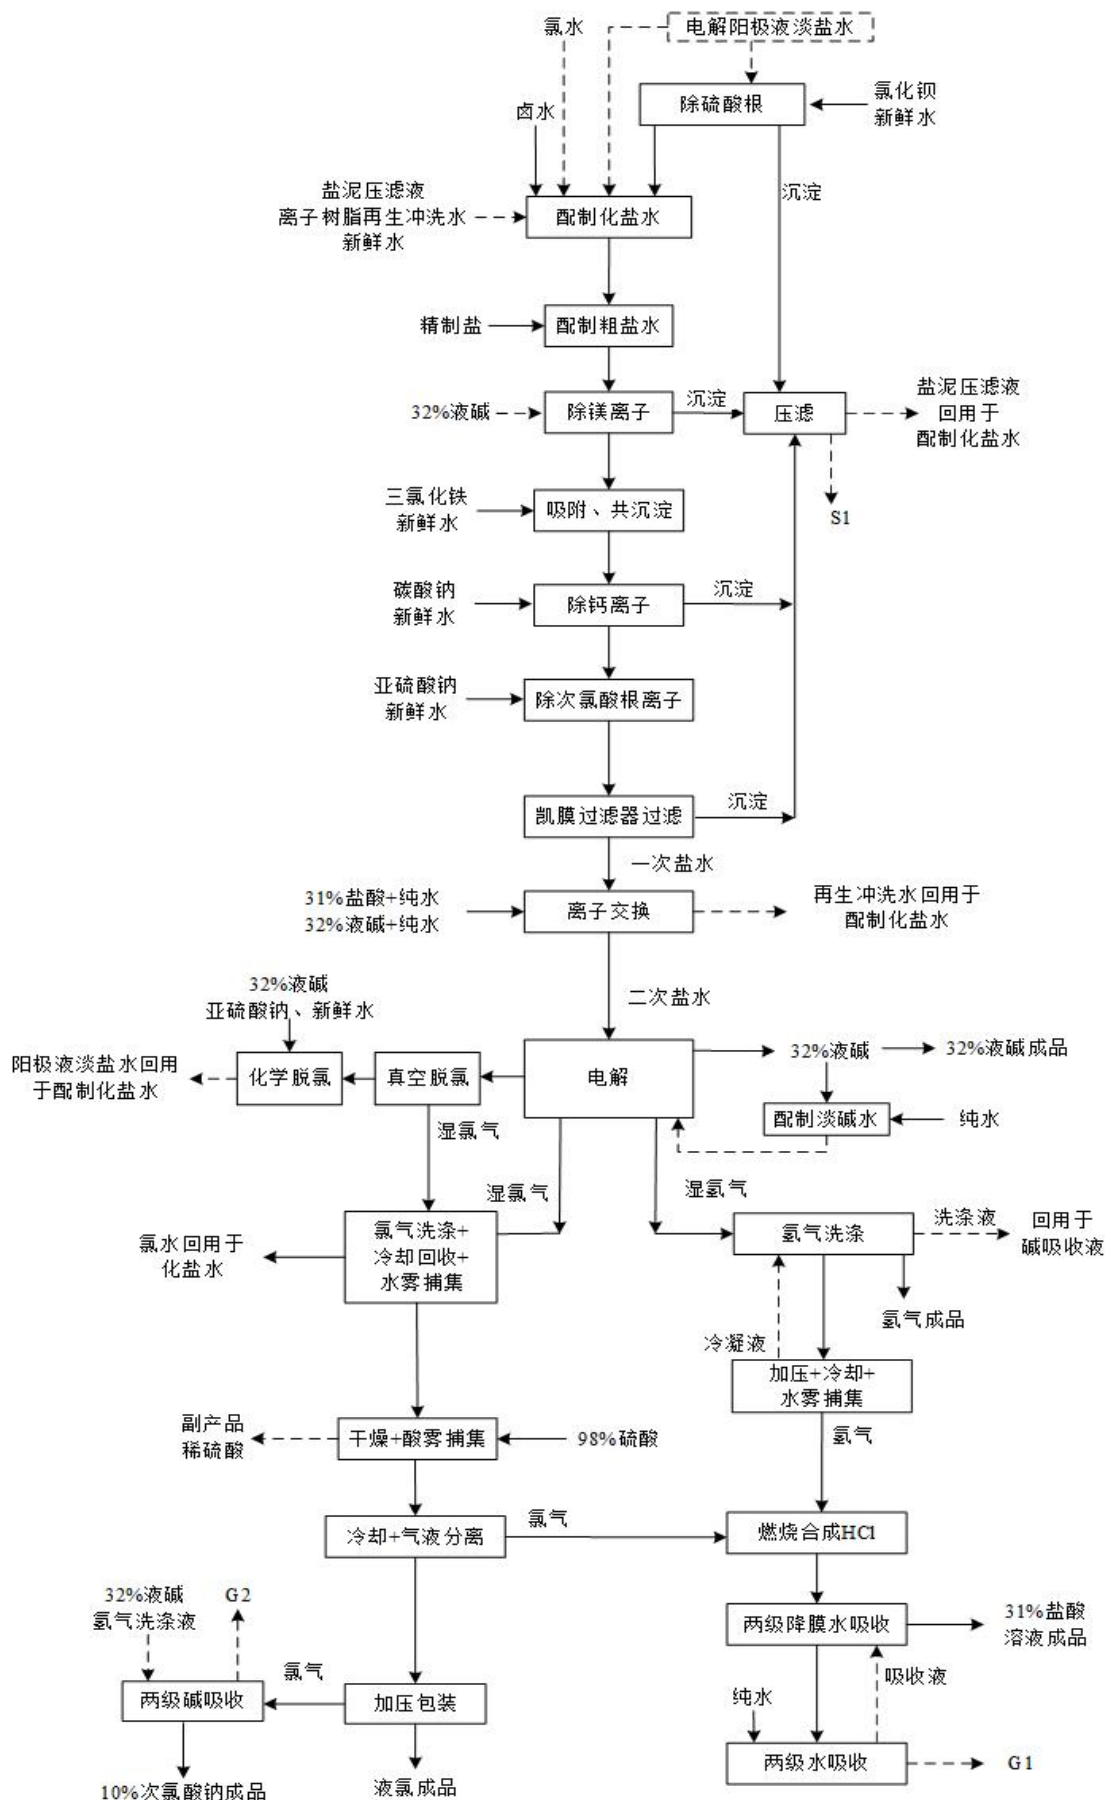 氯水
电解阳极液淡盐水
除硫酸根
氯化钡
新鲜水
卤水
盐泥压滤液
离子树脂再生冲洗水
新鲜水
配制化盐水
沉淀
精制盐
配制粗盐水
32%液碱
除镁离子
沉淀
压滤
盐泥压滤液
回用于
配制化盐水
三氯化铁
新鲜水
吸附、共沉淀
S1
碳酸钠
新鲜水
除钙离子
沉淀
亚硫酸钠
新鲜水
除次氯酸根离子
凯膜过滤器过滤
沉淀
一次盐水
31%盐酸+纯水
32%液碱+纯水
离子交换
再生冲洗水回用于
配制化盐水
32%液碱
亚硫酸钠、新鲜水
二次盐水
阳极液淡盐水回用
于配制化盐水
化学脱氯
真空脱氯
电解
32%液碱
32%液碱成品
配制淡碱水
纯水
湿氯气
湿氯气
湿氢气
氯水回用于
化盐水
氯气洗涤+
冷却回收+
水雾捕集
氢气洗涤
洗涤液
回用于
碱吸收液
氢气成品
冷凝液
加压+冷却+
水雾捕集
副产品
稀硫酸
干燥+酸雾捕集
98%硫酸
氢气
冷却+气液分离
氯气
燃烧合成HCl
32%液碱
氢气洗涤液
G2
两级降膜水吸收
31%盐酸
溶液成品
氯气
吸收液
两级碱吸收
加压包装
纯水
两级水吸收
G1
10%次氯酸钠成品
液氯成品